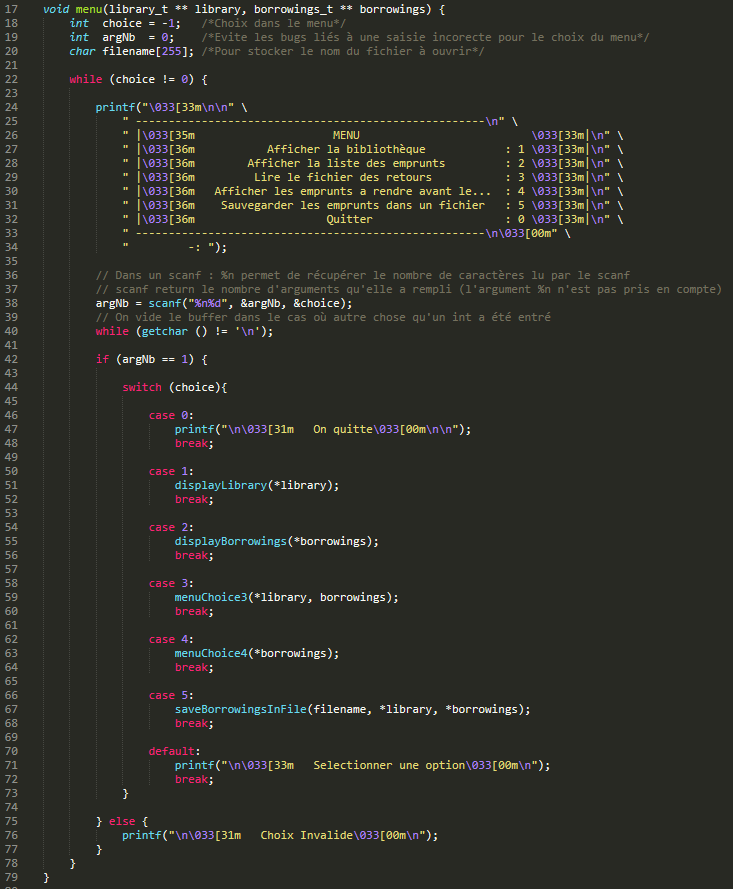 17 void menu(library_t ** library, borrowings_t ** borrowings) {
18     int  choice = -1;   /*Choix dans le menu*/
19     int  argNb  = 0;    /*Evite les bugs liés à une saisie incorecte pour le choix du menu*/
20     char filename[255]; /*Pour stocker le nom du fichier à ouvrir*/
21
22     while (choice != 0) {
23
24         printf("\033[33m\n\n" \
25             " ----------------------------------------------------\n" \
26             " |\033[35m                     MENU                          \033[33m|\n" \
27             " |\033[36m           Afficher la bibliothèque            : 1 \033[33m|\n" \
28             " |\033[36m        Afficher la liste des emprunts         : 2 \033[33m|\n" \
29             " |\033[36m         Lire le fichier des retours           : 3 \033[33m|\n" \
30             " |\033[36m   Afficher les emprunts a rendre avant le...  : 4 \033[33m|\n" \
31             " |\033[36m    Sauvegarder les emprunts dans un fichier   : 5 \033[33m|\n" \
32             " |\033[36m                    Quitter                    : 0 \033[33m|\n" \
33             " ----------------------------------------------------\n\033[00m" \
34             "         -: ");
35
36         // Dans un scanf : %n permet de récupérer le nombre de caractères lu par le scanf
37         // scanf return le nombre d'arguments qu'elle a rempli (l'argument %n n'est pas pris en compte)
38         argNb = scanf("%n%d", &argNb, &choice);
39         // On vide le buffer dans le cas où autre chose qu'un int a été entré
40         while (getchar () != '\n');
41
42         if (argNb == 1) {
43
44             switch (choice){
45
46                 case 0:
47                     printf("\n\033[31m   On quitte\033[00m\n\n");
48                     break;
49
50                 case 1:
51                     displayLibrary(*library);
52                     break;
53
54                 case 2:
55                     displayBorrowings(*borrowings);
56                     break;
57
58                 case 3:
59                     menuChoice3(*library, borrowings);
60                     break;
61
62                 case 4:
63                     menuChoice4(*borrowings);
64                     break;
65
66                 case 5:
67                     saveBorrowingsInFile(filename, *library, *borrowings);
68                     break;
69
70                 default:
71                     printf("\n\033[33m   Selectionner une option\033[00m\n");
72                     break;
73             }
74
75         } else {
76             printf("\n\033[31m   Choix Invalide\033[00m\n");
77         }
78     }
79 }